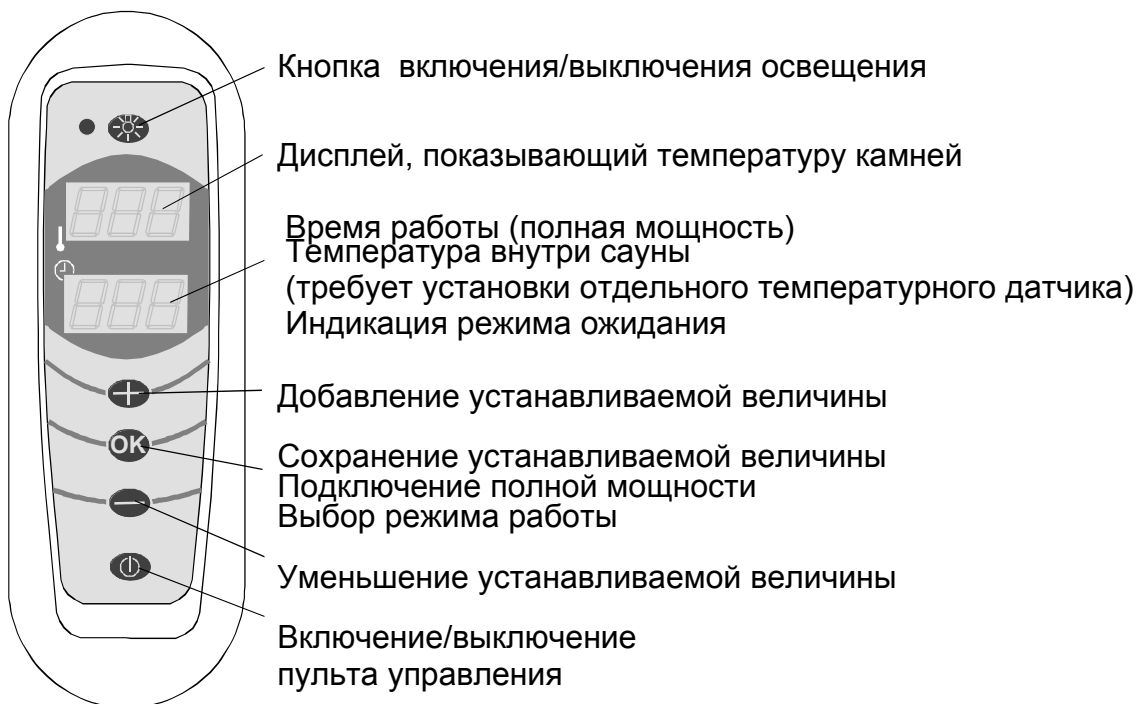 Кнопка включения/выключения освещения
Дисплей, показывающий температуру камней
Время работы (полная мощность)
Температура внутри сауны
(требует установки отдельного температурного датчика)
Индикация режима ожидания
Добавление устанавливаемой величины
OK
Сохранение устанавливаемой величины
Подключение полной мощности
Выбор режима работы
Уменьшение устанавливаемой величины
Включение/выключение
пульта управления